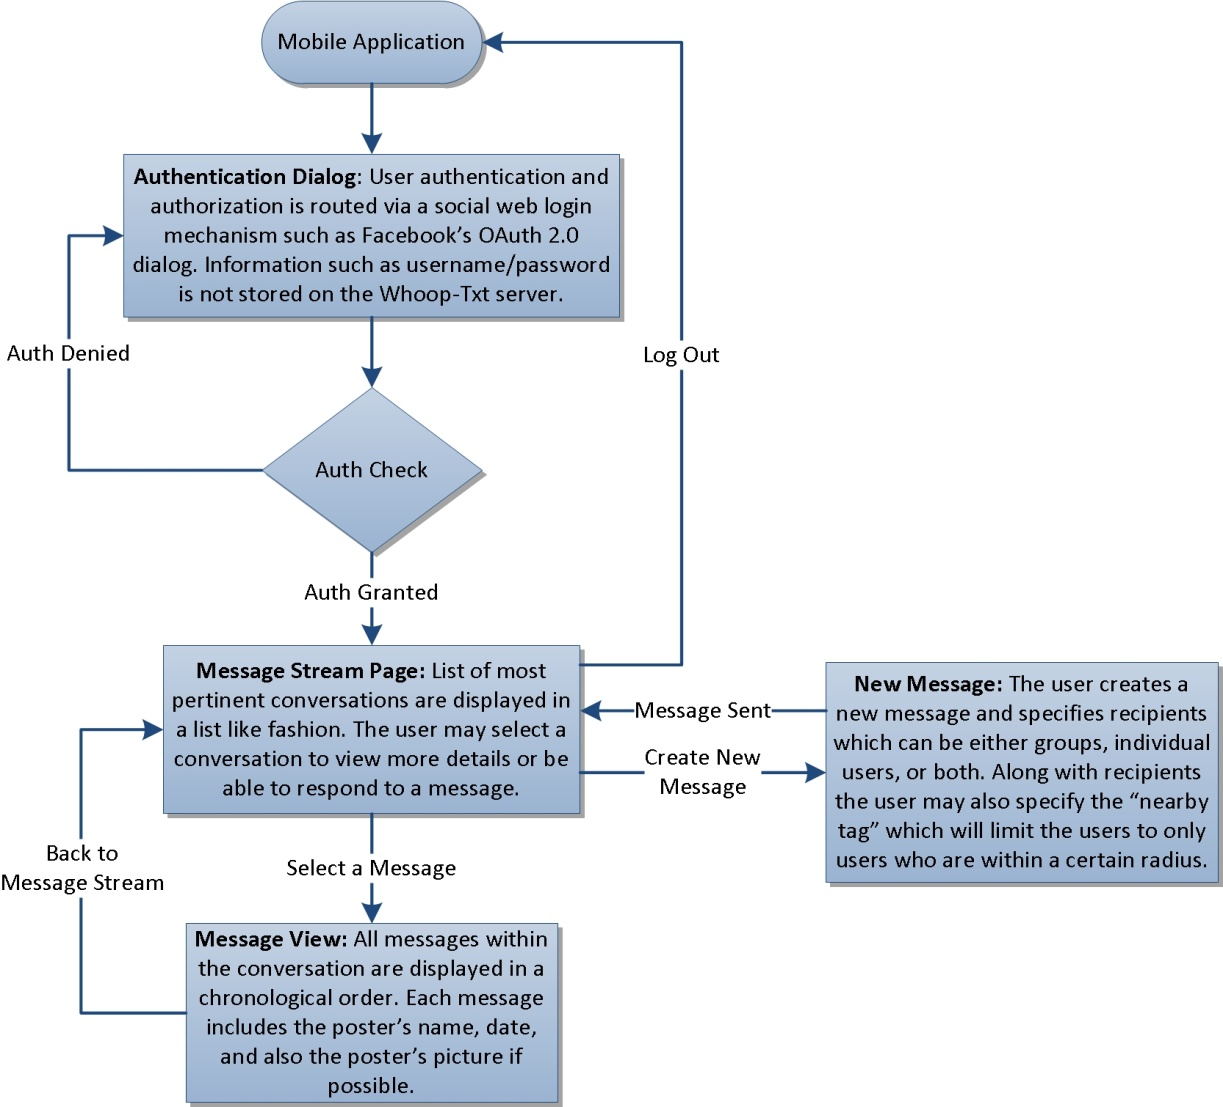 Mobile Application
Authentication Dialog: User authentication and
authorization is routed via a social web login
mechanism such as Facebook’s OAuth 2.0
dialog. Information such as username/password
is not stored on the Whoop-Txt server.
Auth Denied
Log Out
Auth Check
Auth Granted
Message Stream Page: List of most
pertinent conversations are displayed in
a list like fashion. The user may select a
conversation to view more details or be
able to respond to a message.
Message Sent
Create New
Message
New Message: The user creates a
new message and specifies recipients
which can be either groups, individual
users, or both. Along with recipients
the user may also specify the “nearby
tag” which will limit the users to only
users who are within a certain radius.
Back to
Message Stream
Select a Message
Message View: All messages within
the conversation are displayed in a
chronological order. Each message
includes the poster’s name, date,
and also the poster’s picture if
possible.